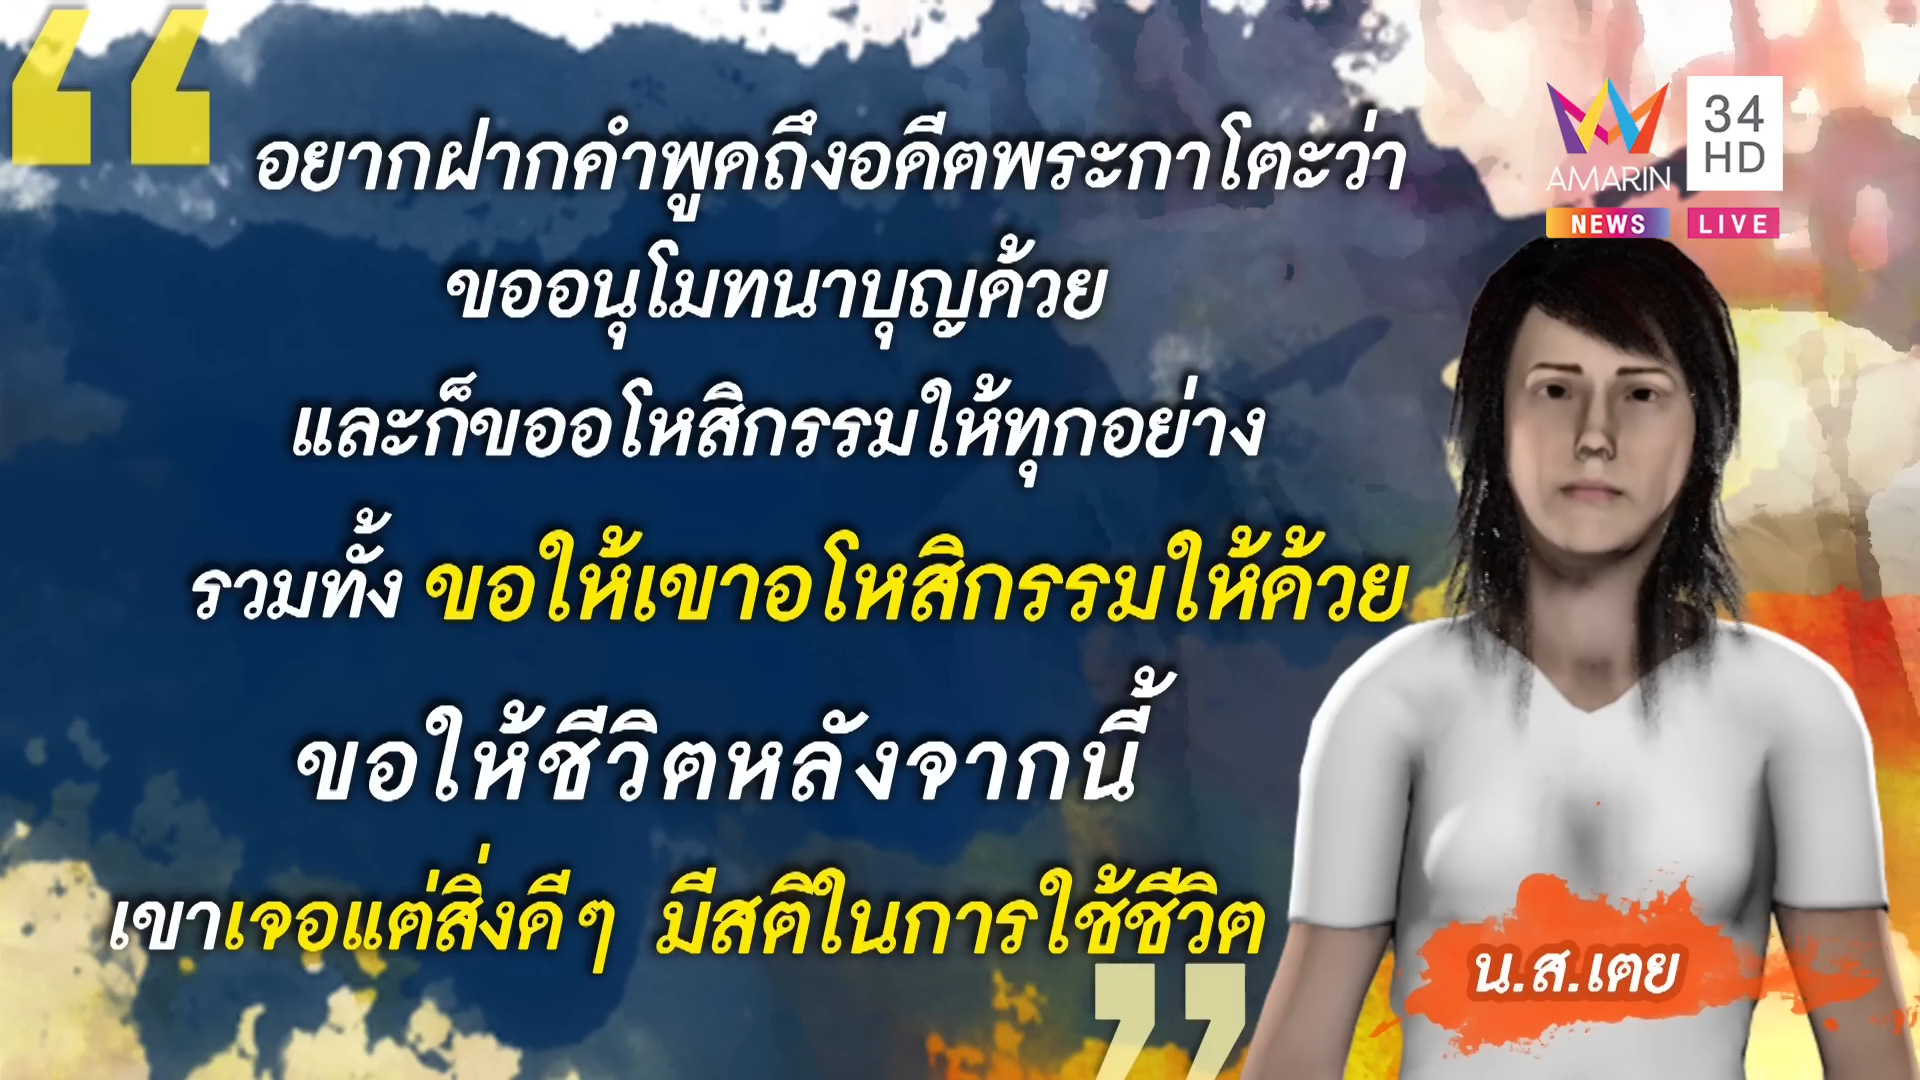 อยากฝากคำพูดถึงอดีตพระกาโตะว่า
ขออนุโมทนาบุญด้วย
และก็ขออโหสิกรรมให้ทุกอย่าง
รวมทั้ง ขอให้เขาอโหสิกรรมให้ด้วย
ขอให้ชีวิตหลังจากนี้
เขาเจอแต่สิ่งดีๆ มีสติในการใช้ชีวิต
AMARIN
34
HD
NEWS LIVE
น.ส.เตย